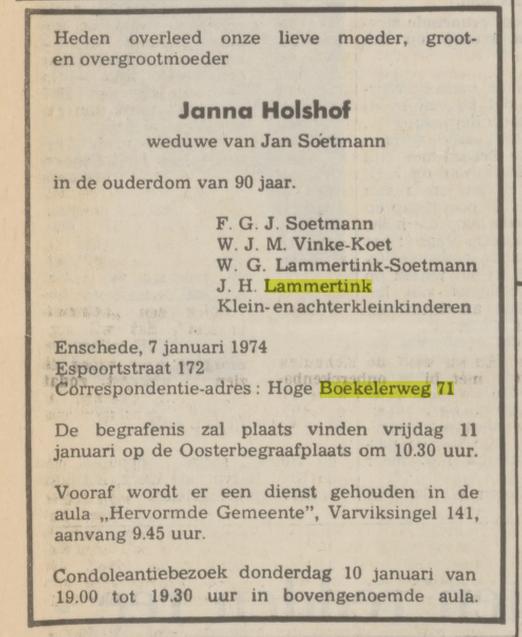 Heden overleed onze lieve moeder, groot-
en overgrootmoeder
Janna Holshof
weduwe van Jan Soetmann
in de ouderdom van 90 jaar.
F. G. J. Soetmann
W. J. M. Vinke-Koet
W. G. Lammertink-Soetmann
J. H. Lammertink
Klein- en achterkleinkinderen
Enschede, 7 januari 1974
Espoortstraat 172
Correspondentie-adres : Hoge Boekelerweg 71
De begrafenis zal plaats vinden vrijdag 11
januari op de Oosterbegraafplaats om 10.30 uur.
Vooraf wordt er een dienst gehouden in de
aula „Hervormde Gemeente”, Varviksingel 141,
aanvang 9.45 uur.
Condoleantiebezoek donderdag 10 januari van
19.00 tot 19.30 uur in bovengenoemde aula.